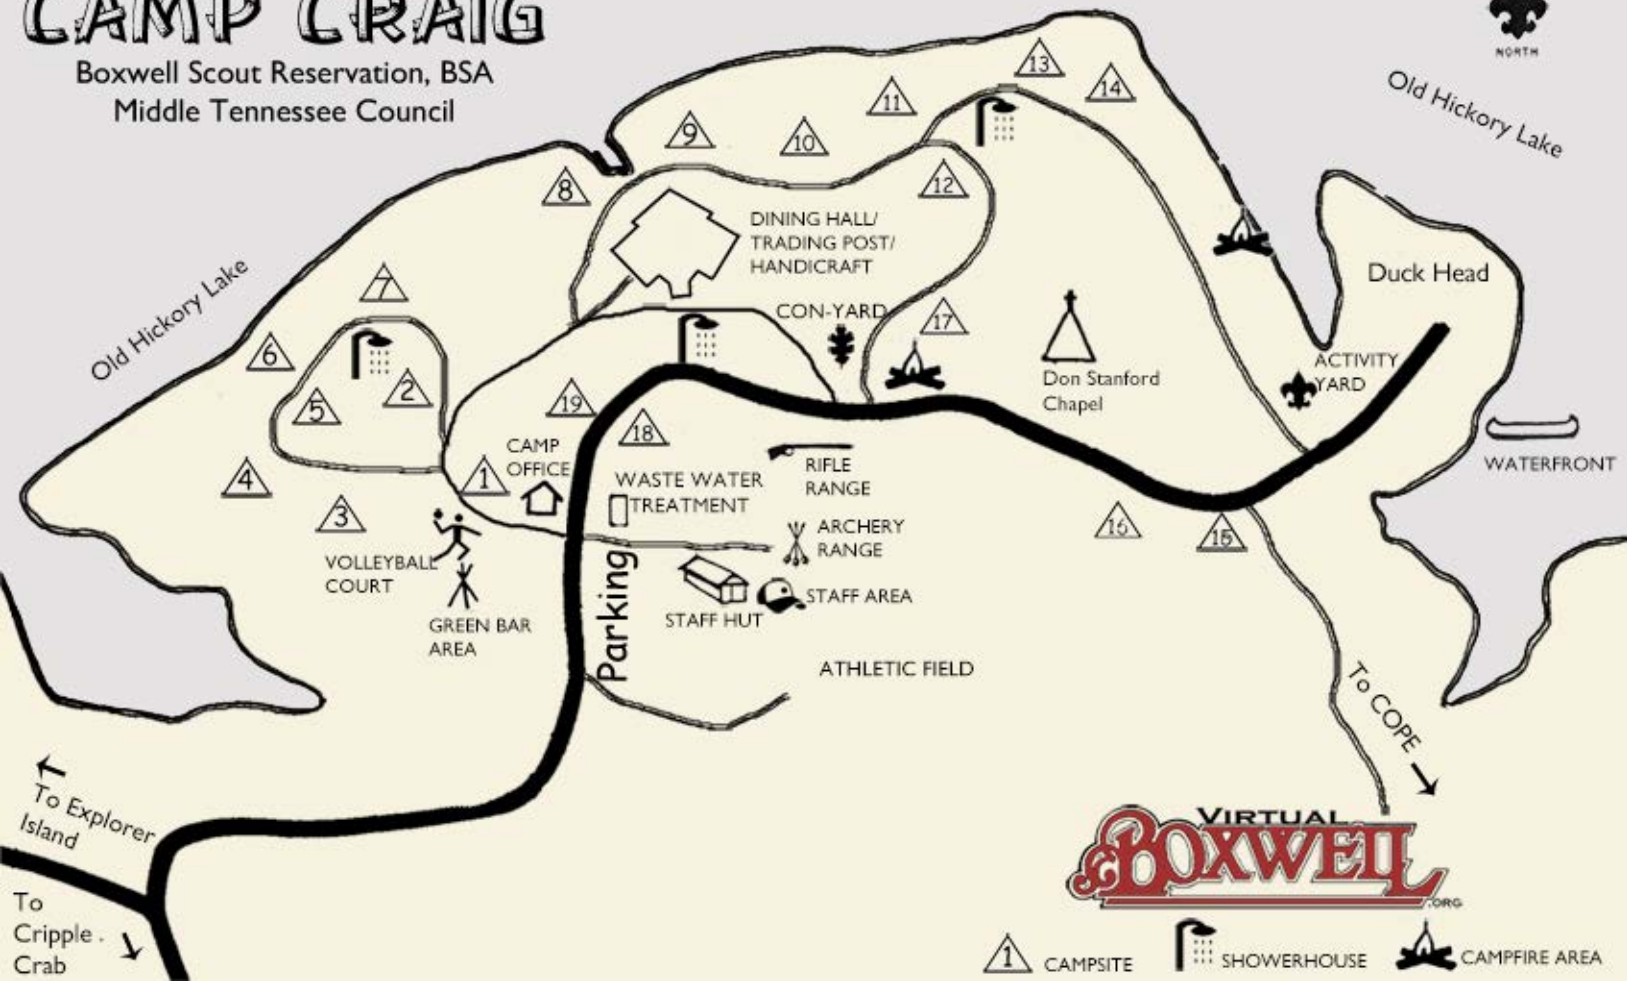 CAMP CRAIG
Boxwell Scout Reservation, BSA
Middle Tennessee Council
NORTH
Old Hickory Lake
13
14
11
9
10
8
12
DINING HALL/
TRADING POST/
HANDICRAFT
Duck Head
Old Hickory Lake
7
CON-YARD
17
6
ACTIVITY
YARD
Don Stanford
Chapel
5
2
19
18
CAMP
OFFICE
RIFLE
RANGE
WATERFRONT
4
1
WASTE WATER
TREATMENT
3
16
15
ARCHERY
RANGE
VOLLEYBALL
COURT
Parking
STAFF AREA
STAFF HUT
GREEN BAR
AREA
ATHLETIC FIELD
To COPE
To Explorer
Island
VIRTUAL
BOXWELL
.ORG
To
Cripple
Crab
1 CAMPSITE
SHOWERHOUSE
CAMPFIRE AREA